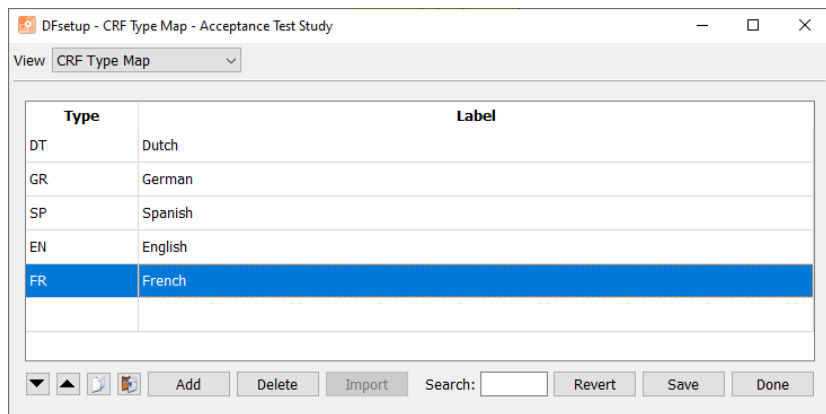 DFsetup - CRF Type Map - Acceptance Test Study
View CRF Type Map
Type Label
DT Dutch
GR German
SP Spanish
EN English
FR French
Add Delete Import Search: Revert Save Done